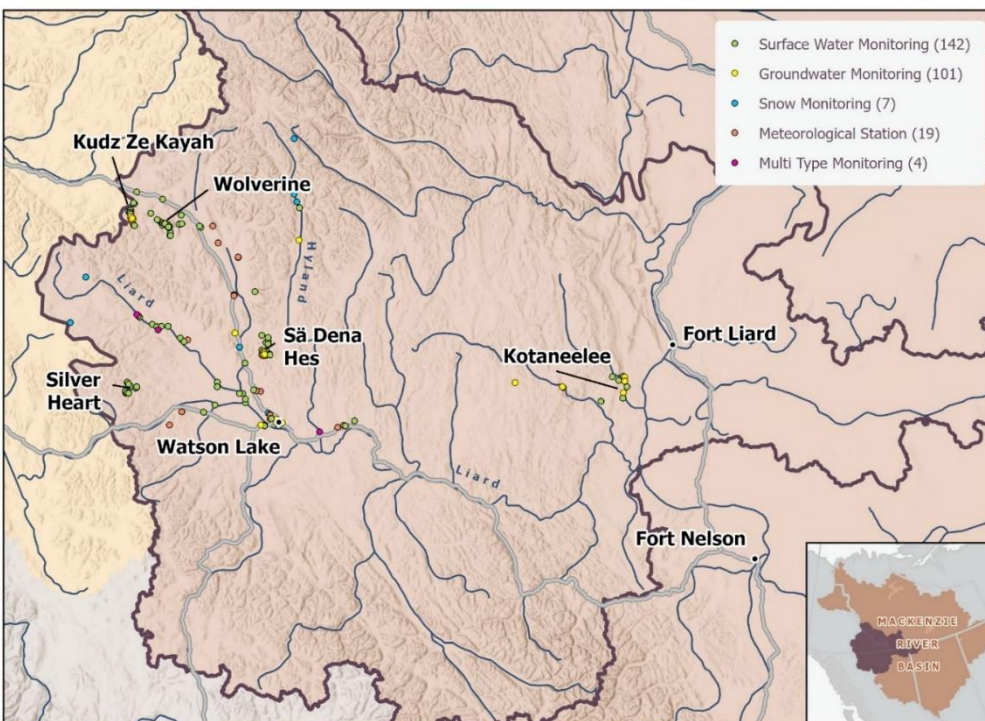 Surface Water Monitoring (142)
Groundwater Monitoring (101)
Snow Monitoring (7)
Meteorological Station (19)
Multi Type Monitoring (4)
Kudz Ze Kayah
Wolverine
Hyland
Liard
Sä Dena
Hes
Fort Liard
Kotaneelee
Silver
Heart
Watson Lake
Liard
Fort Nelson
MACKENZIE
RIVER
BASIN